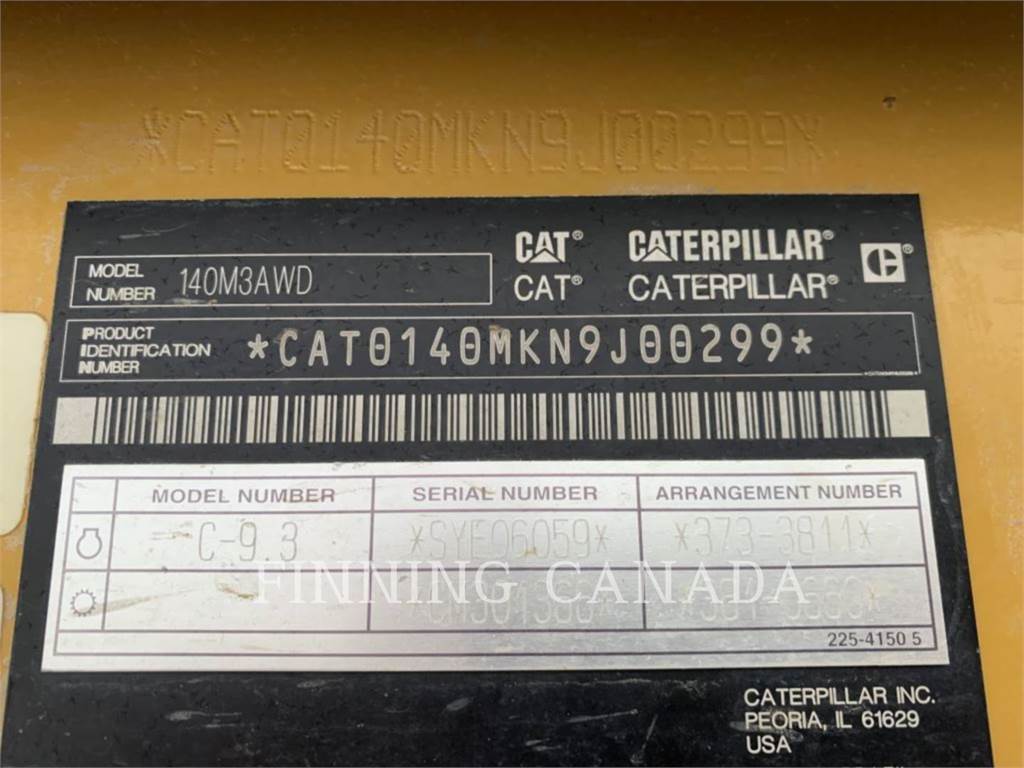 *CAT0140MKN9J00299*
CAT® CATERPILLAR®
MODEL NUMBER 140M3AWD
CAT® CATERPILLAR®
PRODUCT IDENTIFICATION NUMBER *CAT0140MKN9J00299*
MODEL NUMBER SERIAL NUMBER ARRANGEMENT NUMBER
C-9.3 *SYE06059* *373-3811*
FINNING CANADA
225-4150 5
CATERPILLAR INC.
PEORIA, IL 61629
USA